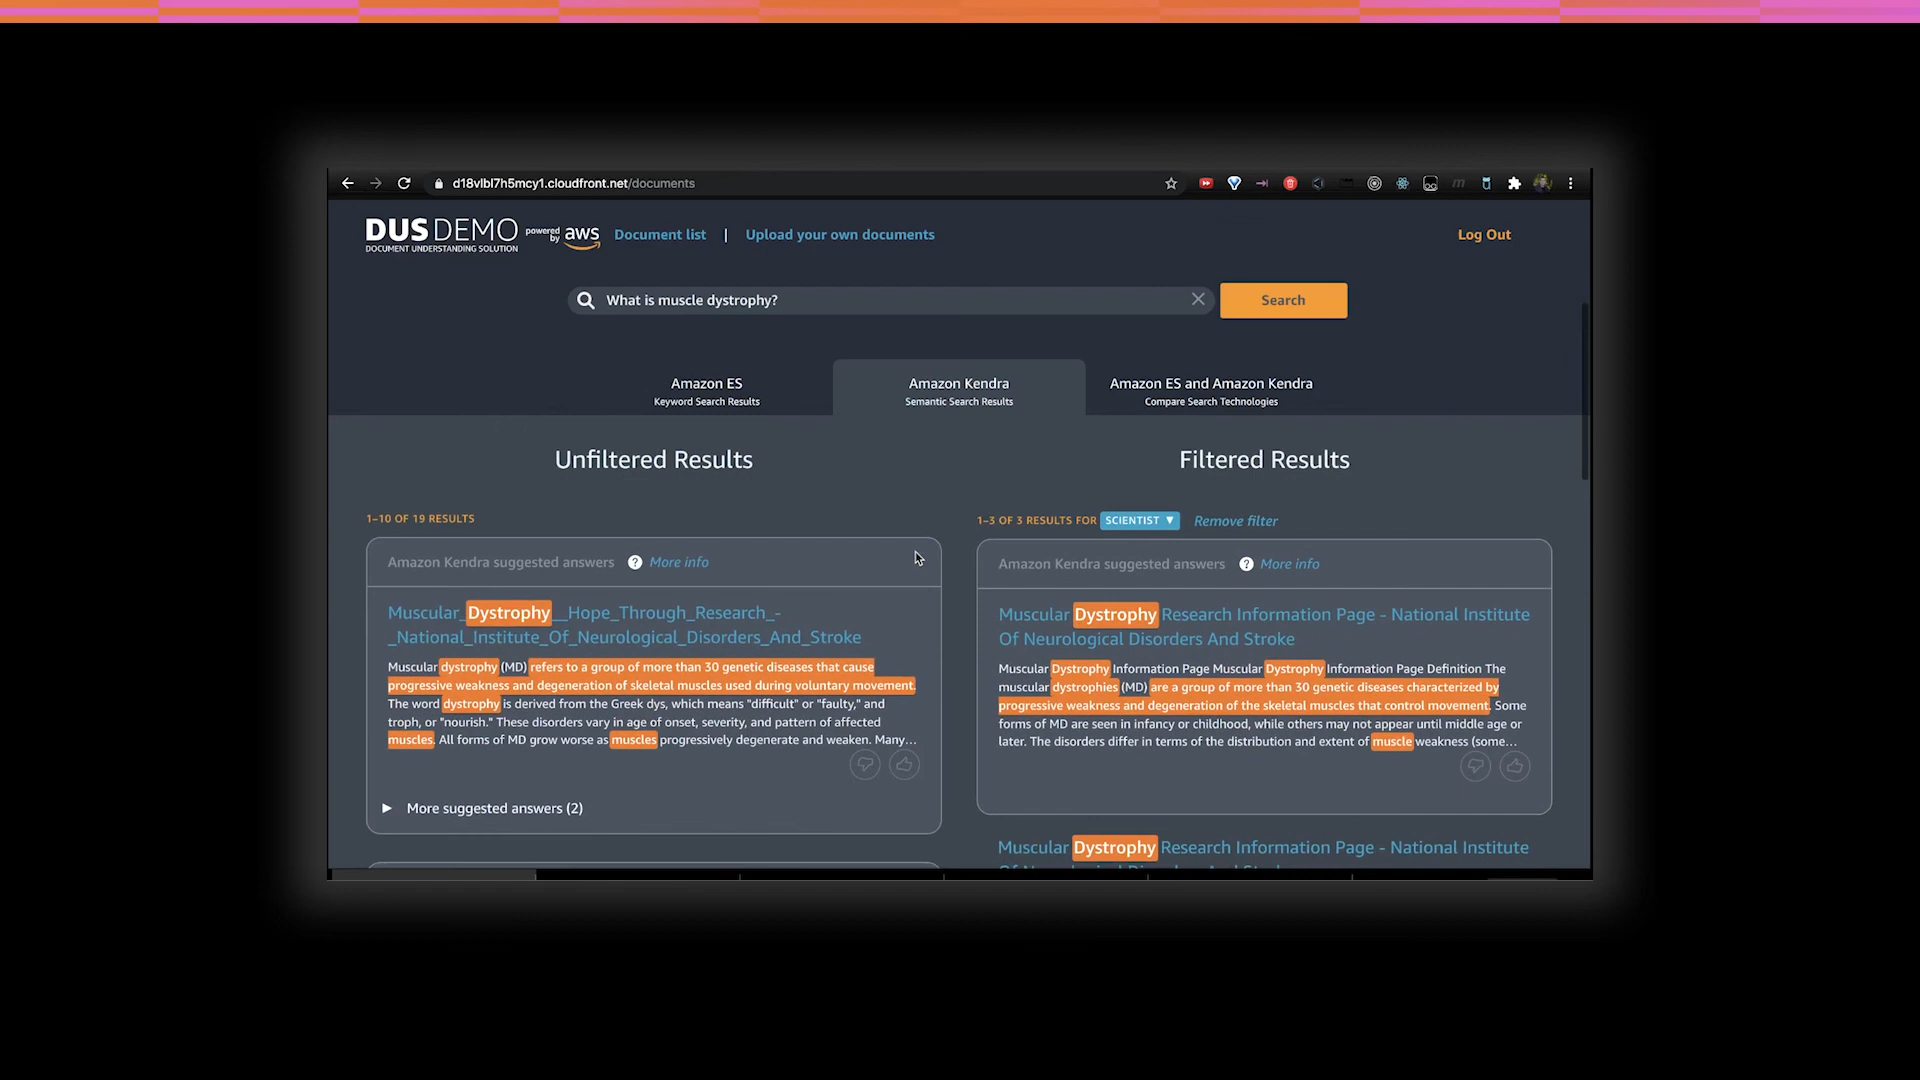 d18vlbl7h5mcy1.cloudfront.net/documents
DUS DEMO powered by aws
DOCUMENT UNDERSTANDING SOLUTION
Document list | Upload your own documents
Log Out
What is muscle dystrophy?
Search
Amazon ES
Keyword Search Results
Amazon Kendra
Semantic Search Results
Amazon ES and Amazon Kendra
Compare Search Technologies
Unfiltered Results
1-10 OF 19 RESULTS
Amazon Kendra suggested answers ? More info
Muscular_Dystrophy__Hope_Through_Research_-
_National_Institute_Of_Neurological_Disorders_And_Stroke
Muscular dystrophy (MD) refers to a group of more than 30 genetic diseases that cause
progressive weakness and degeneration of skeletal muscles used during voluntary movement.
The word dystrophy is derived from the Greek dys, which means "difficult" or "faulty," and
troph, or "nourish." These disorders vary in age of onset, severity, and pattern of affected
muscles. All forms of MD grow worse as muscles progressively degenerate and weaken. Many...
More suggested answers (2)
Filtered Results
1-3 OF 3 RESULTS FOR SCIENTIST ▼ Remove filter
Amazon Kendra suggested answers ? More info
Muscular Dystrophy Research Information Page - National Institute
Of Neurological Disorders And Stroke
Muscular Dystrophy Information Page Muscular Dystrophy Information Page Definition The
muscular dystrophies (MD) are a group of more than 30 genetic diseases characterized by
progressive weakness and degeneration of the skeletal muscles that control movement. Some
forms of MD are seen in infancy or childhood, while others may not appear until middle age or
later. The disorders differ in terms of the distribution and extent of muscle weakness (some...
Muscular Dystrophy Research Information Page - National Institute